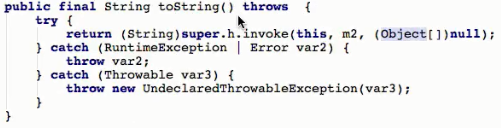 public final String toString() throws  {
    try {
        return (String)super.h.invoke(this, m2, (Object[])null);
    } catch (RuntimeException | Error var2) {
        throw var2;
    } catch (Throwable var3) {
        throw new UndeclaredThrowableException(var3);
    }
}